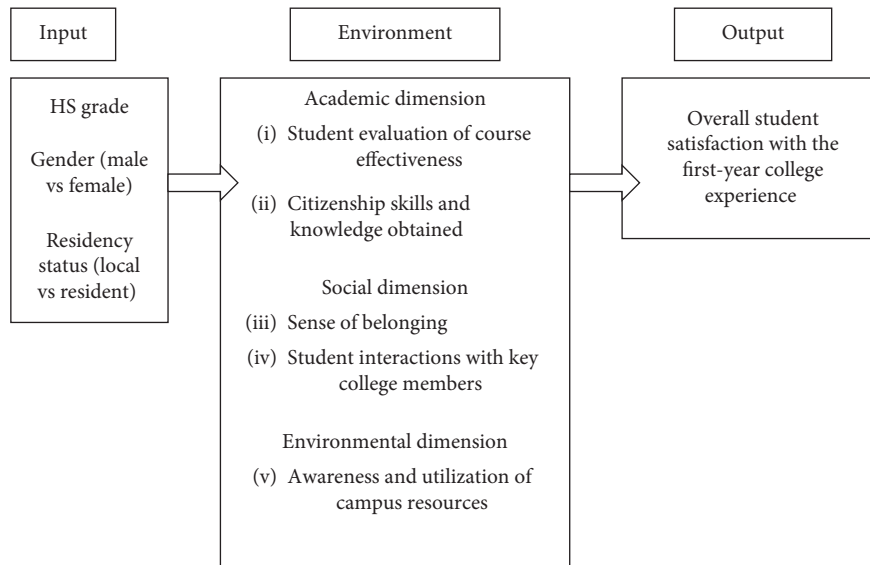 Input
Environment
Output
HS grade
Gender (male
vs female)
Residency
status (local
vs resident)
Academic dimension
(i) Student evaluation of course
effectiveness
(ii) Citizenship skills and
knowledge obtained
Social dimension
(iii) Sense of belonging
(iv) Student interactions with key
college members
Environmental dimension
(v) Awareness and utilization of
campus resources
Overall student
satisfaction with the
first-year college
experience